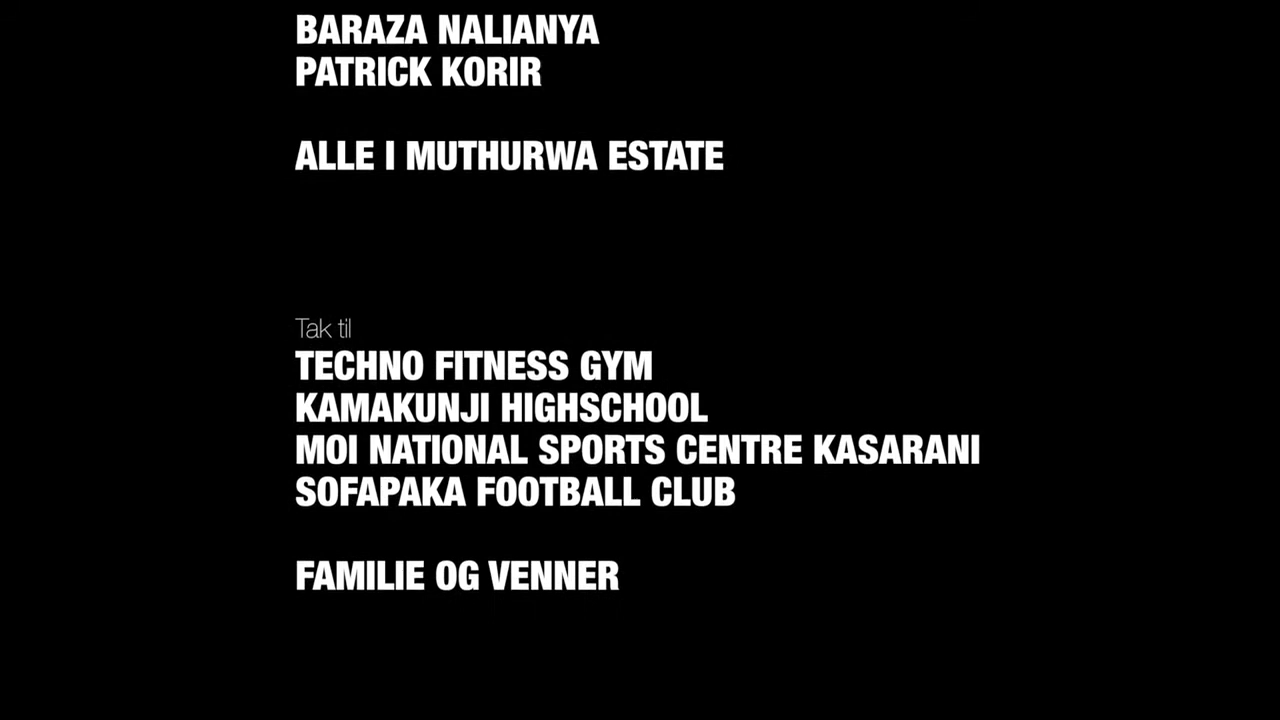 BARAZA NALIANYA
PATRICK KORIR
ALLE I MUTHURWA ESTATE
Tak til
TECHNO FITNESS GYM
KAMAKUNJI HIGHSCHOOL
MOI NATIONAL SPORTS CENTRE KASARANI
SOFAPAKA FOOTBALL CLUB
FAMILIE OG VENNER